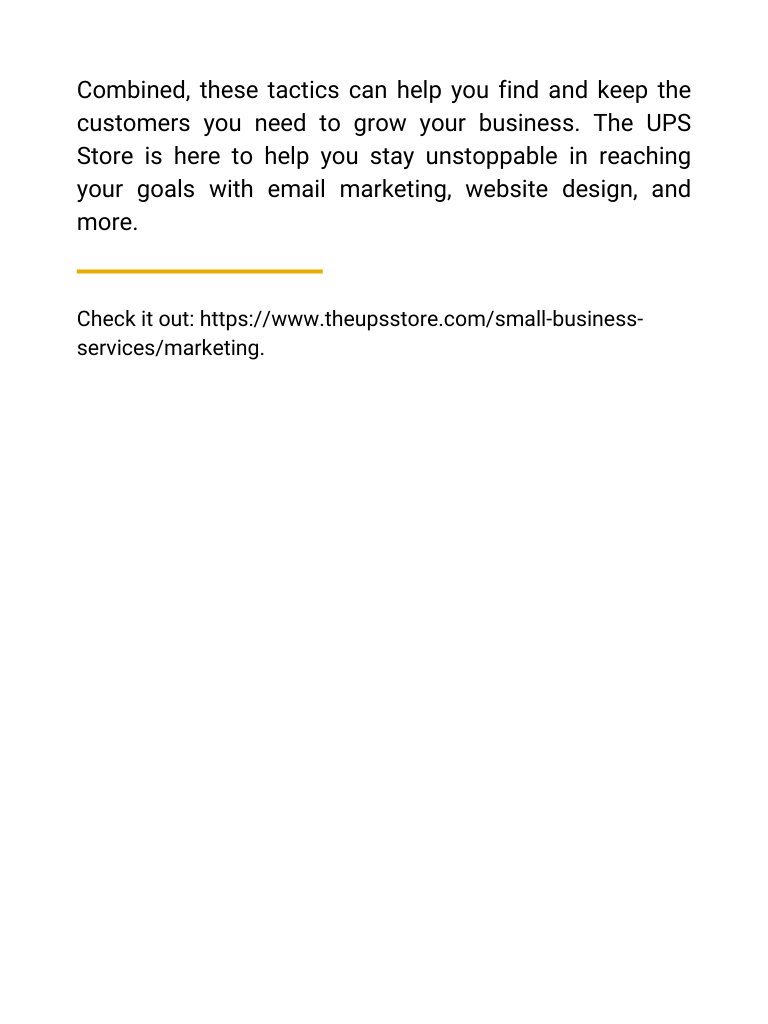 Combined, these tactics can help you find and keep the
customers you need to grow your business. The UPS
Store is here to help you stay unstoppable in reaching
your goals with email marketing, website design, and
more.
Check it out: https://www.theupsstore.com/small-business-
services/marketing.